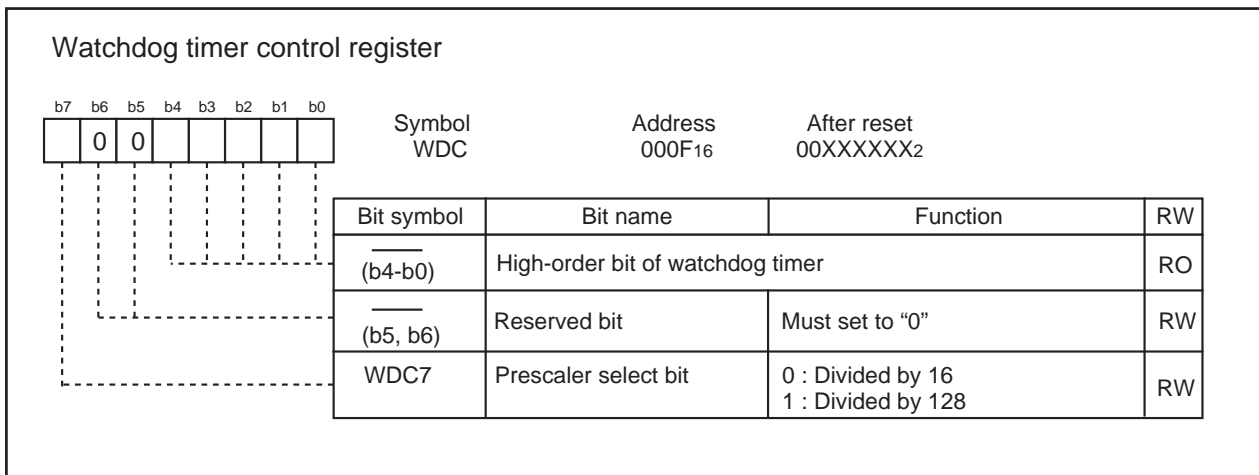 Watchdog timer control register
b7 b6 b5 b4 b3 b2 b1 b0
0 0
Symbol Address After reset
WDC 000F16 00XXXXXX2
Bit symbol Bit name Function RW
(b4-b0) High-order bit of watchdog timer RO
(b5, b6) Reserved bit Must set to “0” RW
WDC7 Prescaler select bit 0 : Divided by 16
1 : Divided by 128 RW